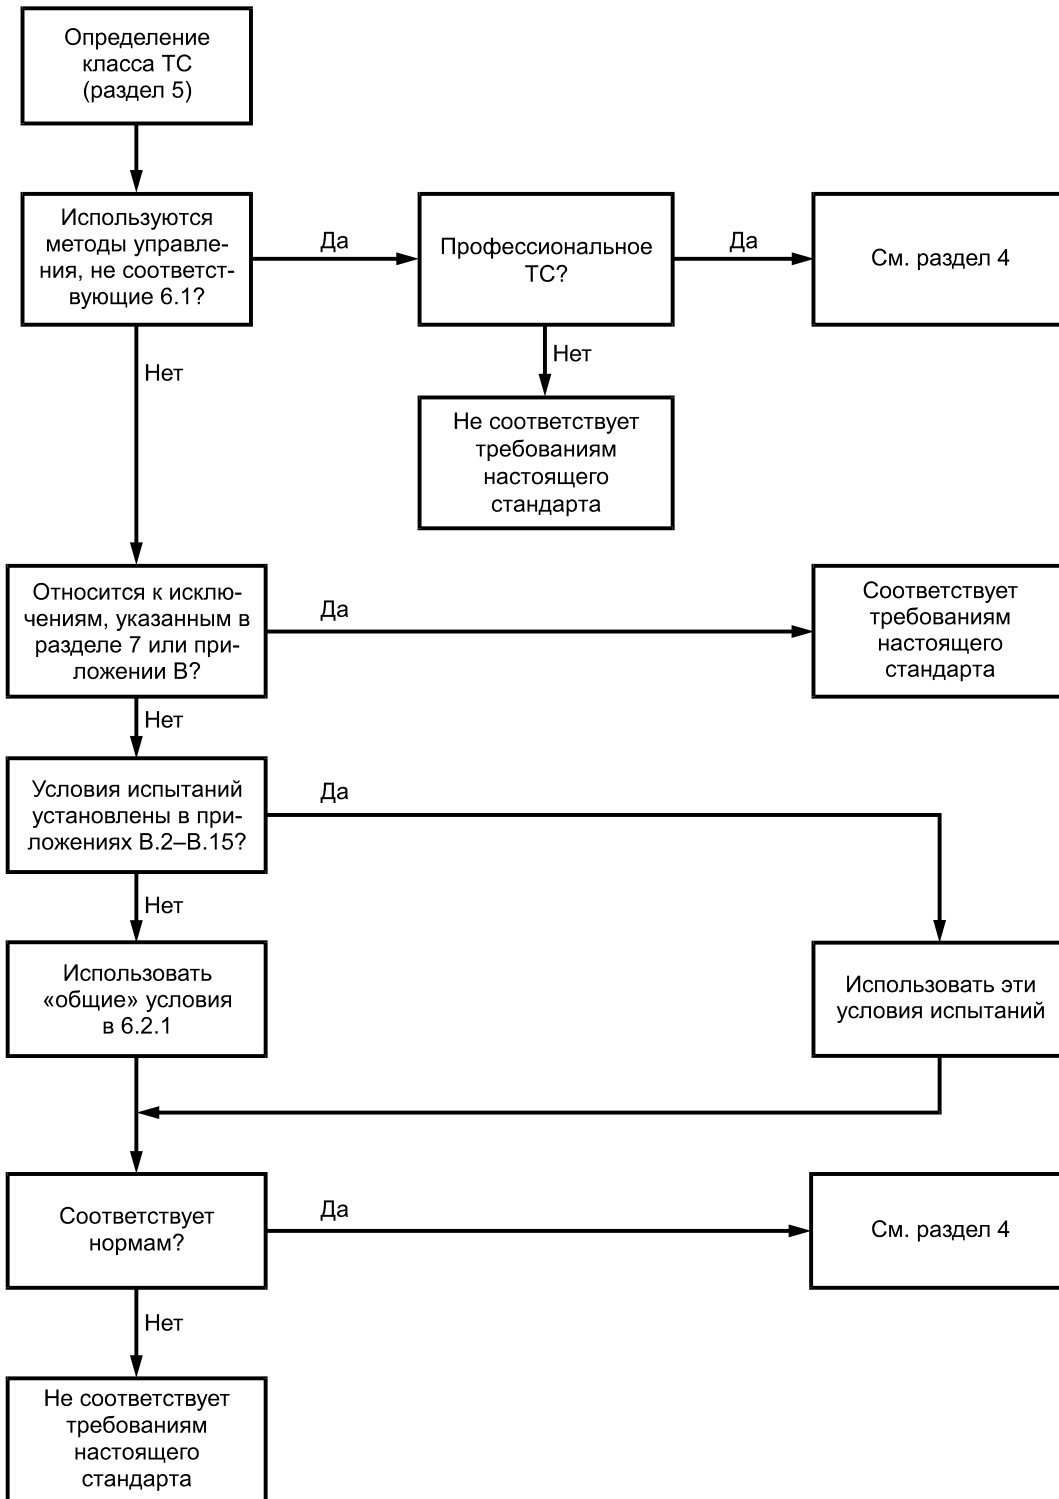 Определение
класса ТС
(раздел 5)
Используются
методы управле-
ния, не соответст-
вующие 6.1?
Да
Профессиональное
ТС?
Да
См. раздел 4
Нет
Нет
Не соответствует
требованиям
настоящего
стандарта
Относится к исклю-
чениям, указанным в
разделе 7 или при-
ложении В?
Да
Соответствует
требованиям
настоящего
стандарта
Нет
Условия испытаний
установлены в при-
ложениях В.2–В.15?
Да
Нет
Использовать
«общие» условия
в 6.2.1
Использовать эти
условия испытаний
Соответствует
нормам?
Да
См. раздел 4
Нет
Не соответствует
требованиям
настоящего
стандарта